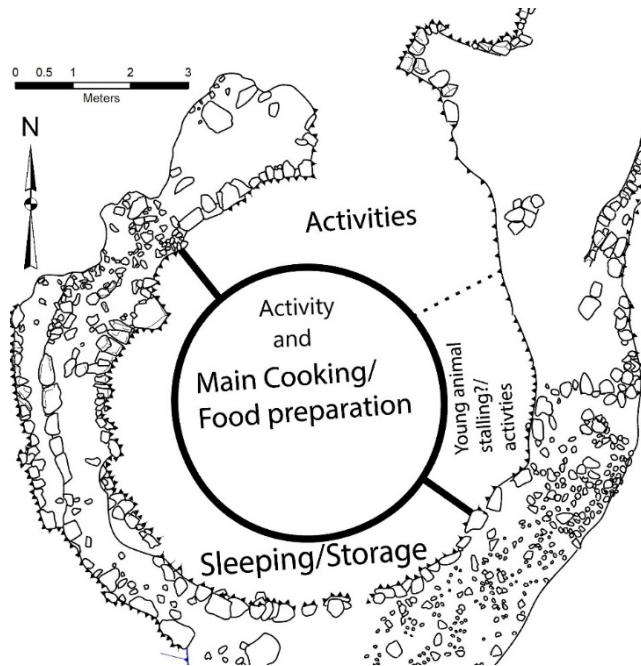 0 0.5 1 2 3
Meters
N
Activities
Activity
and
Main Cooking/
Food preparation
Young animal
stalling?/
activties
Sleeping/Storage